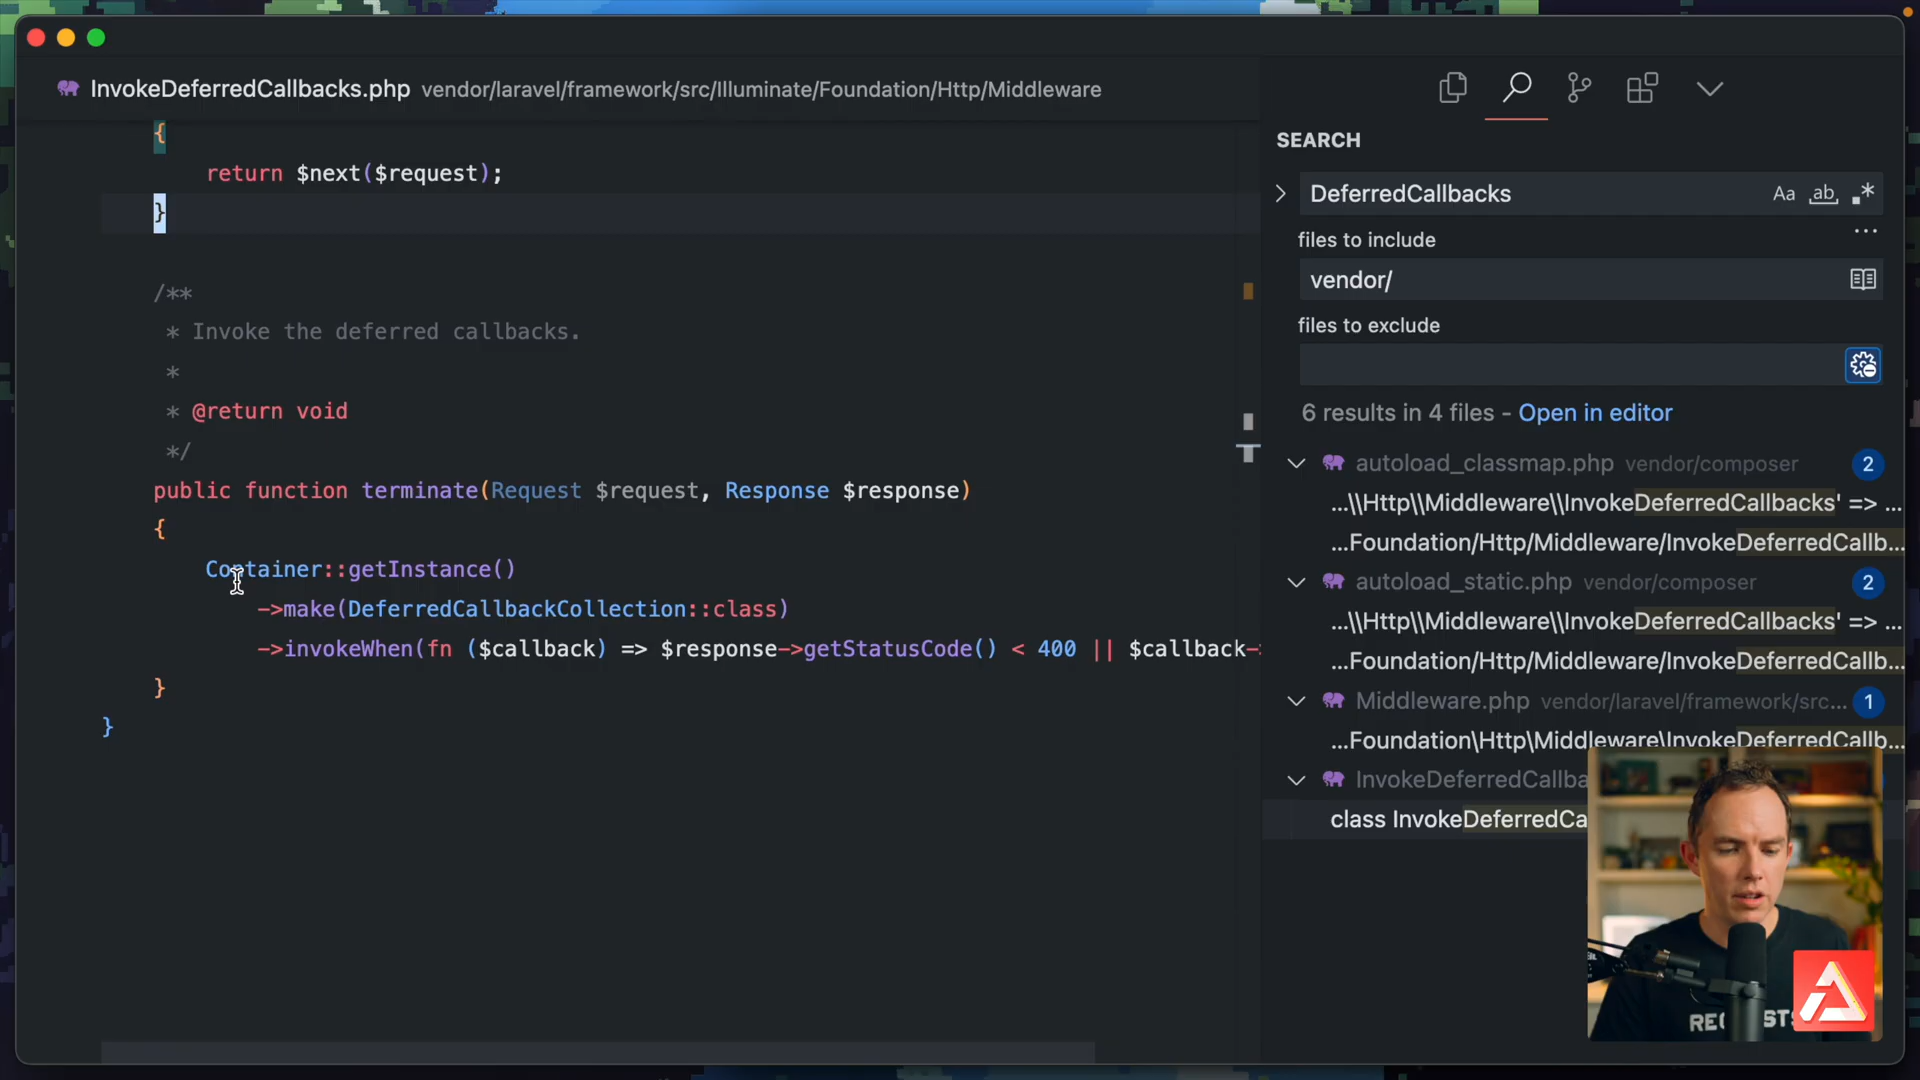 InvokeDeferredCallbacks.php vendor/laravel/framework/src/Illuminate/Foundation/Http/Middleware
{
return $next($request);
}
/**
* Invoke the deferred callbacks.
*
* @return void
*/
public function terminate(Request $request, Response $response)
{
Container::getInstance()
->make(DeferredCallbackCollection::class)
->invokeWhen(fn ($callback) => $response->getStatusCode() < 400 || $callback->
}
}
SEARCH
DeferredCallbacks
Aa ab .*
files to include
...
vendor/
files to exclude
6 results in 4 files - Open in editor
autoload_classmap.php vendor/composer 2
...\\Http\\Middleware\\InvokeDeferredCallbacks' => ...
...Foundation/Http/Middleware/InvokeDeferredCallb...
autoload_static.php vendor/composer 2
...\\Http\\Middleware\\InvokeDeferredCallbacks' => ...
...Foundation/Http/Middleware/InvokeDeferredCallb...
Middleware.php vendor/laravel/framework/src... 1
...Foundation\Http\Middleware\InvokeDeferredCallb...
InvokeDeferredCallba
class InvokeDeferredCa